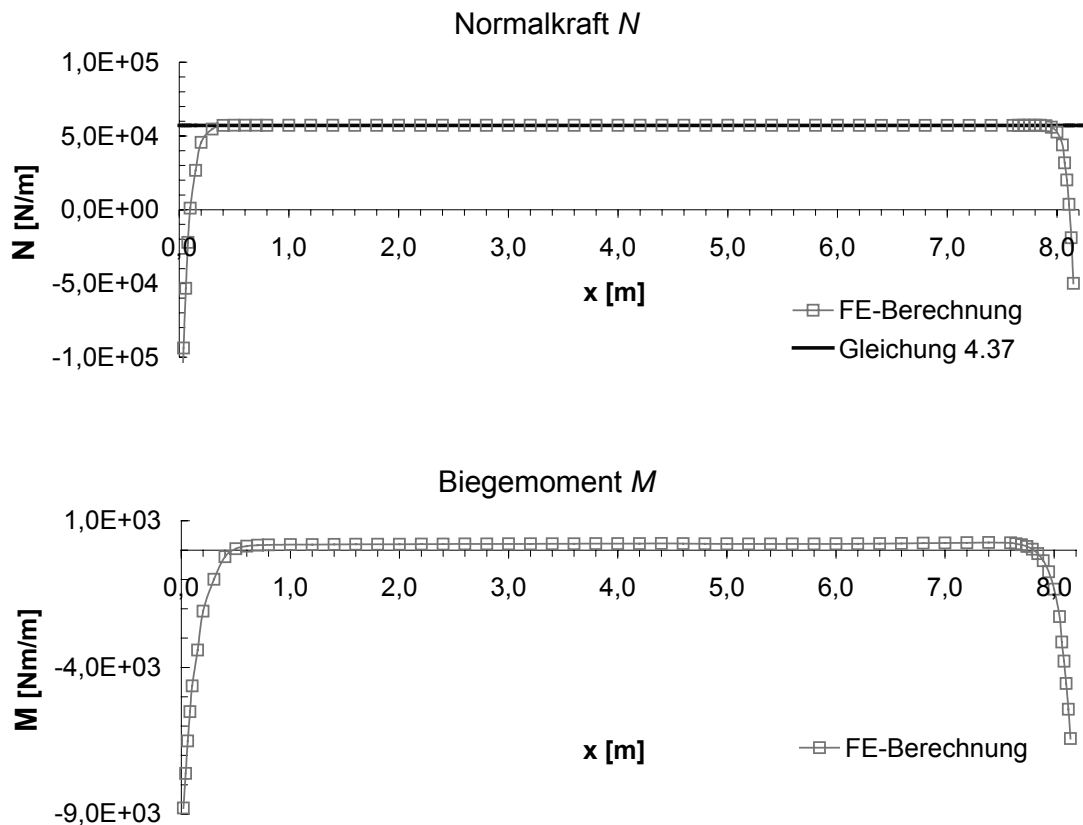 Normalkraft N
1,0E+05
5,0E+04
0,0E+00
-5,0E+04
-1,0E+05
N [N/m]
0,0 1,0 2,0 3,0 4,0 5,0 6,0 7,0 8,0
x [m]
FE-Berechnung
Gleichung 4.37
Biegemoment M
1,0E+03
-4,0E+03
-9,0E+03
M [Nm/m]
0,0 1,0 2,0 3,0 4,0 5,0 6,0 7,0 8,0
x [m]
FE-Berechnung